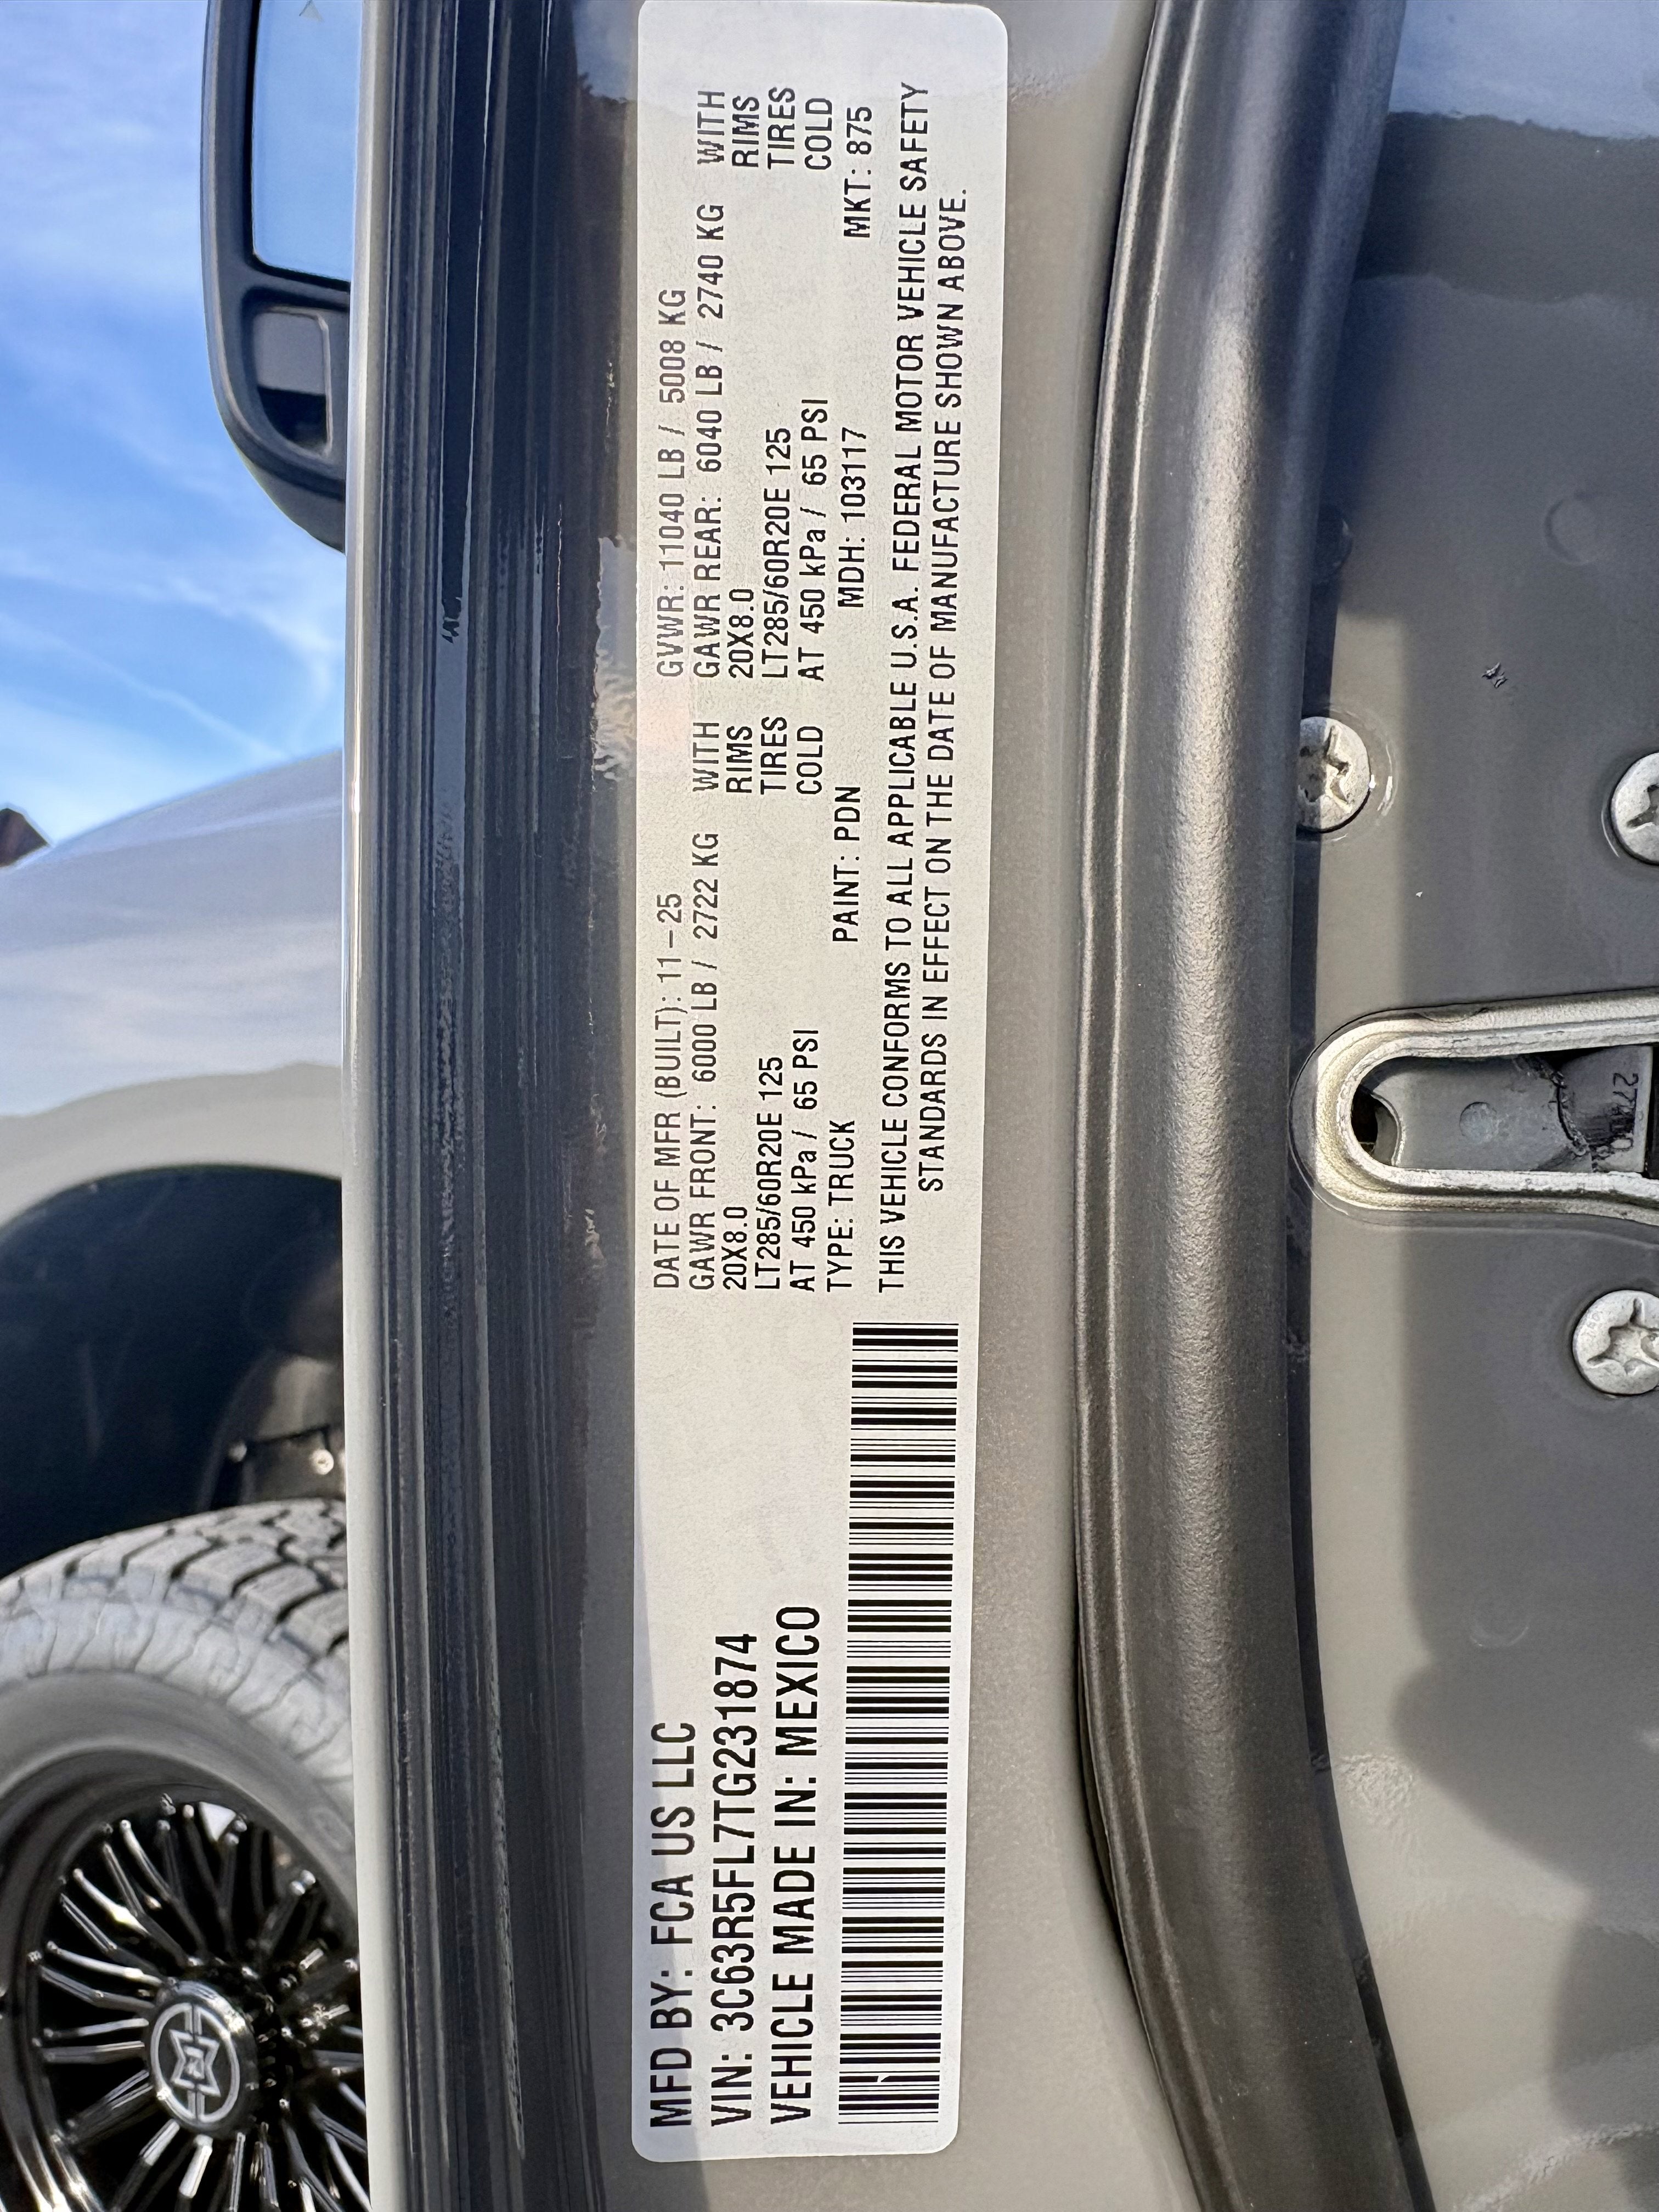 MFD BY: FCA US LLC
VIN: 3C63R5FL7TG231874
VEHICLE MADE IN: MEXICO
DATE OF MFR (BUILT): 11-25 GVWR: 11040 LB / 5008 KG
GAWR FRONT: 6000 LB / 2722 KG WITH GAWR REAR: 6040 LB / 2740 KG WITH
20X8.0 RIMS 20X8.0 RIMS
LT285/60R20E 125 TIRES LT285/60R20E 125 TIRES
AT 450 kPa / 65 PSI COLD AT 450 kPa / 65 PSI COLD
TYPE: TRUCK PAINT: PDN MDH: 103117 MKT: 875
THIS VEHICLE CONFORMS TO ALL APPLICABLE U.S.A. FEDERAL MOTOR VEHICLE SAFETY
STANDARDS IN EFFECT ON THE DATE OF MANUFACTURE SHOWN ABOVE.